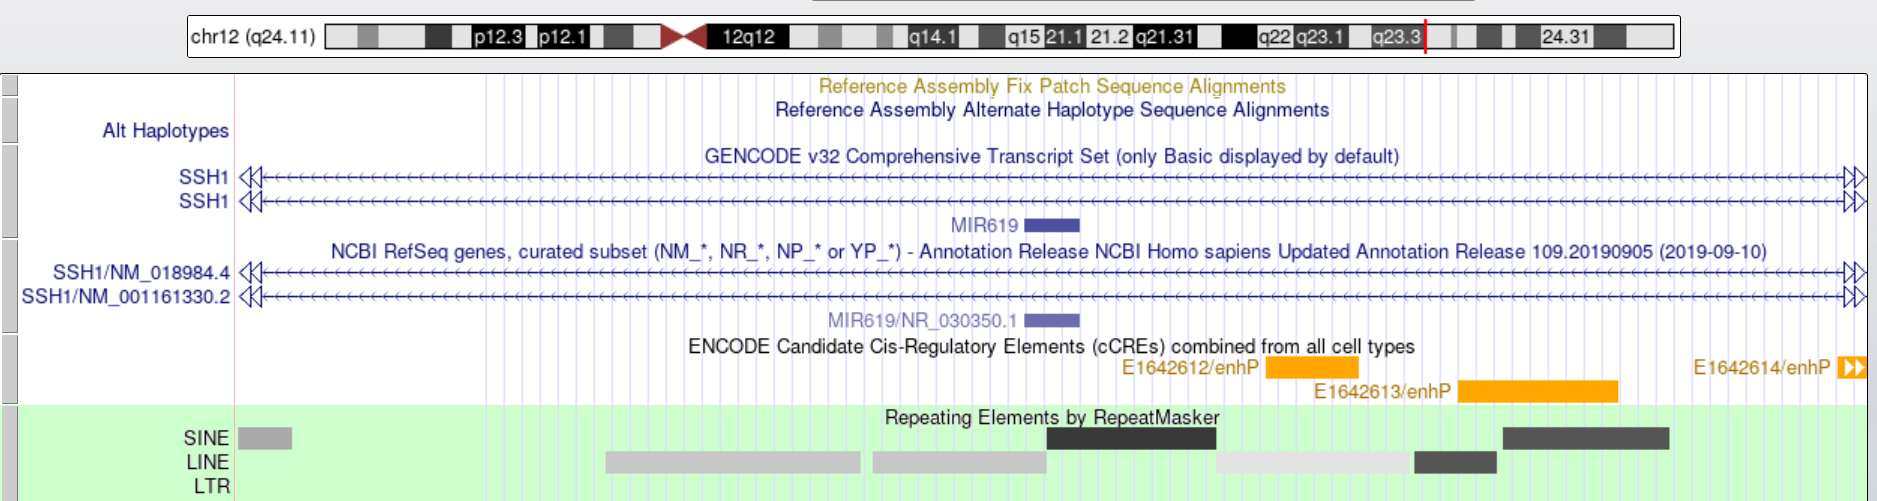 chr12 (q24.11) p12.3 p12.1 12q12 q14.1 q15 21.1 21.2 q21.31 q22 q23.1 q23.3 24.31
Reference Assembly Fix Patch Sequence Alignments
Reference Assembly Alternate Haplotype Sequence Alignments
Alt Haplotypes
GENCODE v32 Comprehensive Transcript Set (only Basic displayed by default)
SSH1
SSH1
MIR619
NCBI RefSeq genes, curated subset (NM_*, NR_*, NP_* or YP_*) - Annotation Release NCBI Homo sapiens Updated Annotation Release 109.20190905 (2019-09-10)
SSH1/NM_018984.4
SSH1/NM_001161330.2
MIR619/NR_030350.1
ENCODE Candidate Cis-Regulatory Elements (cCREs) combined from all cell types
E1642612/enhP E1642614/enhP
E1642613/enhP
Repeating Elements by RepeatMasker
SINE
LINE
LTR